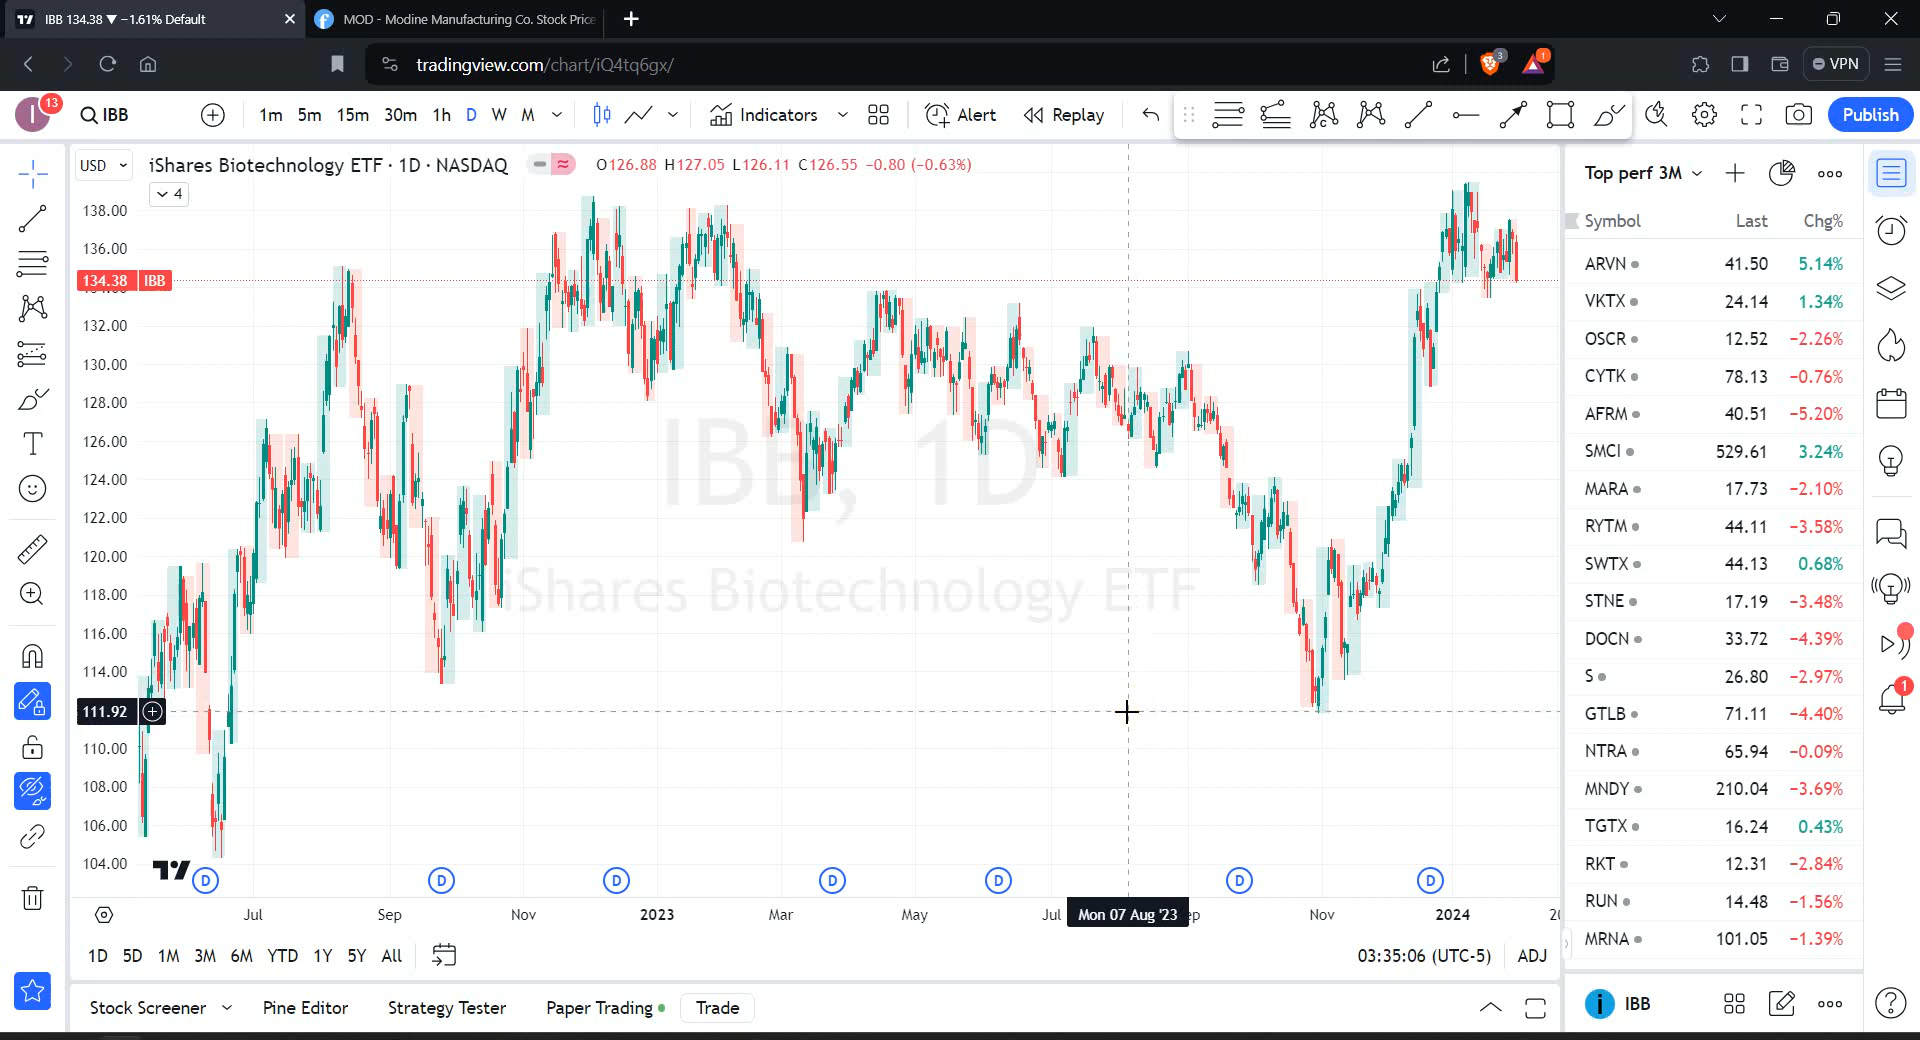 IBB 134.38 ▼ −1.61% Default
MOD - Modine Manufacturing Co. Stock Price
3
1
tradingview.com/chart/iQ4tq6gx/
VPN
I
13
IBB
1m 5m 15m 30m 1h D W M
Indicators
Alert
Replay
Publish
USD
iShares Biotechnology ETF · 1D · NASDAQ
O126.88 H127.05 L126.11 C126.55 −0.80 (−0.63%)
4
138.00
136.00
134.38 IBB
132.00
130.00
128.00
126.00
124.00
122.00
120.00
118.00
116.00
114.00
111.92
110.00
108.00
106.00
104.00
IBB, 1D
iShares Biotechnology ETF
D D D D D D D
Jul Sep Nov 2023 Mar May Jul Mon 07 Aug '23 ep Nov 2024
1D 5D 1M 3M 6M YTD 1Y 5Y All
03:35:06 (UTC-5) ADJ
Stock Screener Pine Editor Strategy Tester Paper Trading Trade
Top perf 3M
Symbol Last Chg%
ARVN 41.50 5.14%
VKTX 24.14 1.34%
OSCR 12.52 −2.26%
CYTK 78.13 −0.76%
AFRM 40.51 −5.20%
SMCI 529.61 3.24%
MARA 17.73 −2.10%
RYTM 44.11 −3.58%
SWTX 44.13 0.68%
STNE 17.19 −3.48%
DOCN 33.72 −4.39%
S 26.80 −2.97%
GTLB 71.11 −4.40%
NTRA 65.94 −0.09%
MNDY 210.04 −3.69%
TGTX 16.24 0.43%
RKT 12.31 −2.84%
RUN 14.48 −1.56%
MRNA 101.05 −1.39%
IBB
1